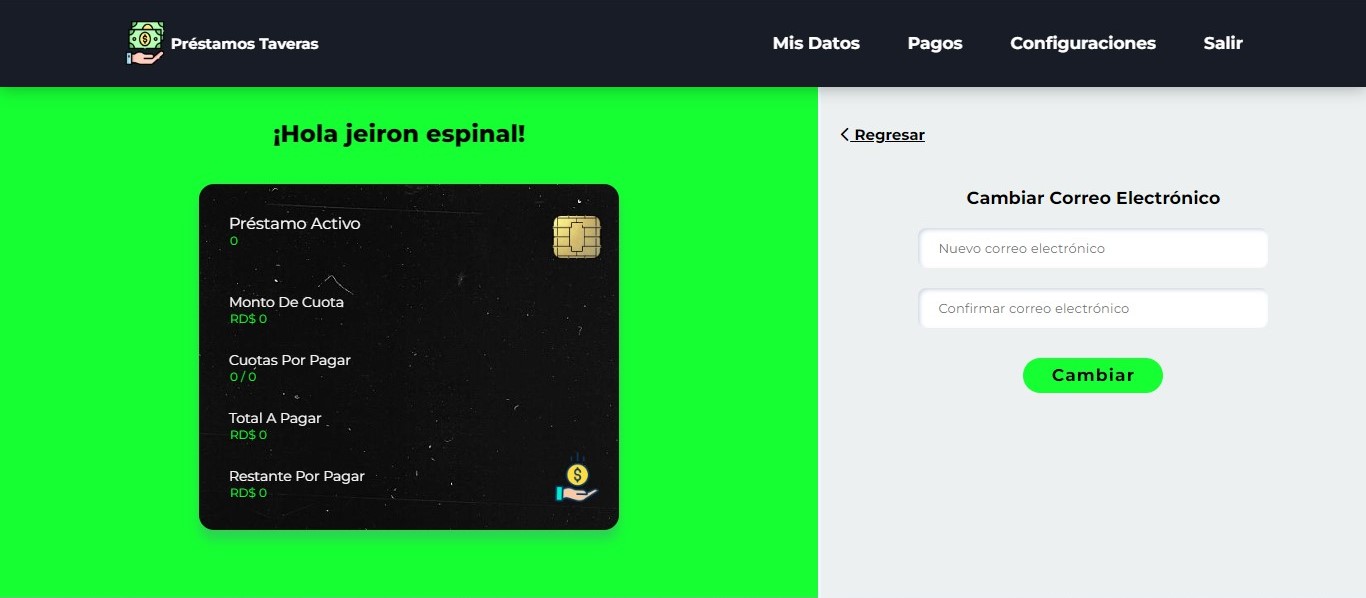 Préstamos Taveras
Mis Datos
Pagos
Configuraciones
Salir
¡Hola jeiron espinal!
Préstamo Activo
0
Monto De Cuota
RD$ 0
Cuotas Por Pagar
0 / 0
Total A Pagar
RD$ 0
Restante Por Pagar
RD$ 0
Regresar
Cambiar Correo Electrónico
Nuevo correo electrónico
Confirmar correo electrónico
Cambiar